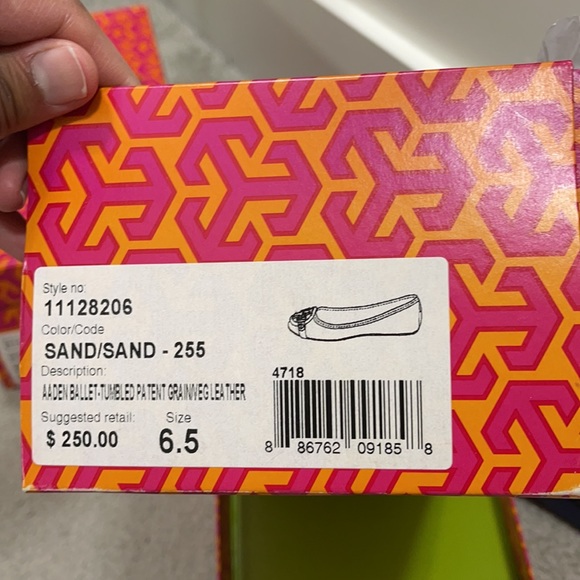 Style no:
11128206
Color/Code
SAND/SAND - 255
Description:
AADEN BALLET-TUMBLED PATENT GRAIN/VEG LEATHER
Suggested retail: Size
$ 250.00 6.5
4718
8 86762 09185 8